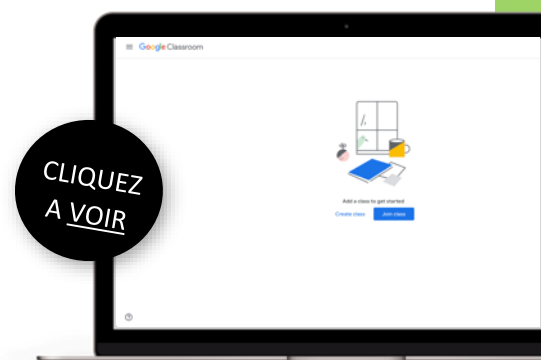 Google Classroom
CLIQUEZ
A VOIR
Add a class to get started
Create class Join class